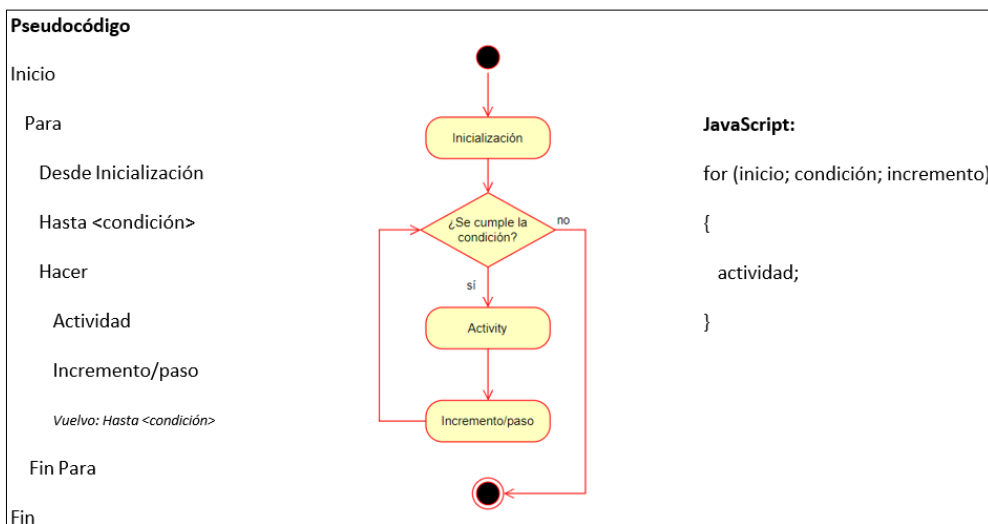 Pseudocódigo
Inicio
Para
Desde Inicialización
Hasta <condición>
Hacer
Actividad
Incremento/paso
Vuelvo: Hasta <condición>
Fin Para
Fin
Inicialización
¿Se cumple la
condición?
no
sí
Activity
Incremento/paso
JavaScript:
for (inicio; condición; incremento)
{
actividad;
}